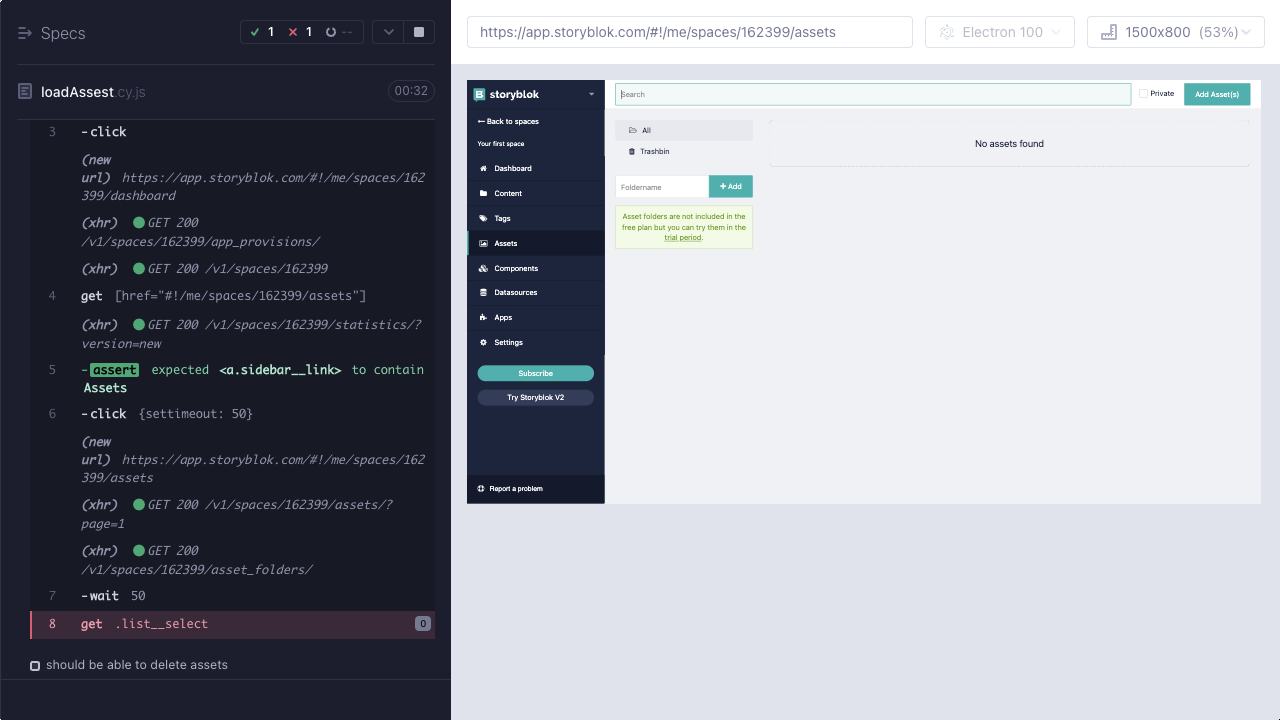 Specs
1
1
--
loadAssest.cy.js
00:32
3 -click
(new
url) https://app.storyblok.com/#!/me/spaces/162
399/dashboard
(xhr) GET 200
/v1/spaces/162399/app_provisions/
(xhr) GET 200 /v1/spaces/162399
4 get [href="#!/me/spaces/162399/assets"]
(xhr) GET 200 /v1/spaces/162399/statistics/?
version=new
5 -assert expected <a.sidebar__link> to contain
Assets
6 -click {settimeout: 50}
(new
url) https://app.storyblok.com/#!/me/spaces/162
399/assets
(xhr) GET 200 /v1/spaces/162399/assets/?
page=1
(xhr) GET 200
/v1/spaces/162399/asset_folders/
7 -wait 50
8 get .list__select 0
should be able to delete assets
https://app.storyblok.com/#!/me/spaces/162399/assets
Electron 100
1500x800 (53%)
B storyblok
Back to spaces
Your first space
Dashboard
Content
Tags
Assets
Components
Datasources
Apps
Settings
Subscribe
Try Storyblok V2
Report a problem
Search
Private
Add Asset(s)
All
Trashbin
Foldername
+ Add
Asset folders are not included in the
free plan but you can try them in the
trial period.
No assets found